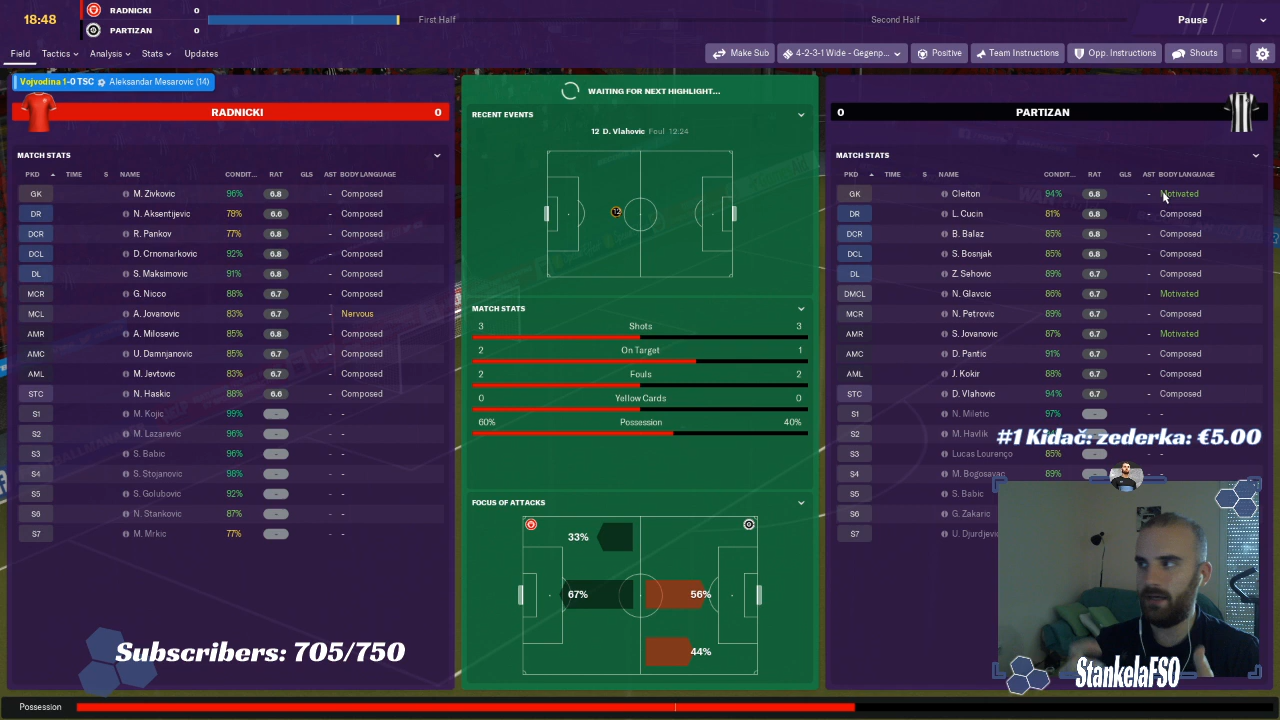 18:48
RADNICKI 0
PARTIZAN 0
First Half
Second Half
Pause
Field Tactics Analysis Stats Updates
Make Sub
4-2-3-1 Wide - Gegenp...
Positive
Team Instructions
Opp. Instructions
Shouts
Vojvodina 1-0 TSC Aleksandar Mesarovic (14)
RADNICKI 0
MATCH STATS
PKD TIME S NAME CONDIT... RAT GLS AST BODY LANGUAGE
GK M. Zivkovic 96% 6.8 - Composed
DR N. Aksentijevic 78% 6.6 - Composed
DCR R. Pankov 77% 6.8 - Composed
DCL D. Crnomarkovic 92% 6.8 - Composed
DL S. Maksimovic 91% 6.8 - Composed
MCR G. Nicco 88% 6.7 - Composed
MCL A. Jovanovic 83% 6.7 - Nervous
AMR A. Milosevic 85% 6.8 - Composed
AMC U. Damnjanovic 85% 6.7 - Composed
AML M. Jevtovic 83% 6.7 - Composed
STC N. Haskic 88% 6.6 - Composed
S1 M. Kojic 99% - - -
S2 M. Lazarevic 96% - - -
S3 S. Babic 96% - - -
S4 S. Stojanovic 98% - - -
S5 S. Golubovic 92% - - -
S6 N. Stankovic 87% - - -
S7 M. Mrkic 77% - - -
WAITING FOR NEXT HIGHLIGHT...
RECENT EVENTS
12 D. Vlahovic Foul 12:24
12
MATCH STATS
3 Shots 3
2 On Target 1
2 Fouls 2
0 Yellow Cards 0
60% Possession 40%
FOCUS OF ATTACKS
33%
67% 56%
44%
0 PARTIZAN
MATCH STATS
PKD TIME S NAME CONDIT... RAT GLS AST BODY LANGUAGE
GK Cleiton 94% 6.8 - Motivated
DR L. Cucin 81% 6.8 - Composed
DCR B. Balaz 85% 6.8 - Composed
DCL S. Bosnjak 85% 6.8 - Composed
DL Z. Sehovic 89% 6.7 - Composed
DMCL N. Glavcic 86% 6.7 - Motivated
MCR N. Petrovic 89% 6.7 - Composed
AMR S. Jovanovic 87% 6.7 - Motivated
AMC D. Pantic 91% 6.7 - Composed
AML J. Kokir 88% 6.7 - Composed
STC D. Vlahovic 94% 6.7 - Composed
S1 N. Miletic 97% - - -
S2 M. Havlik
S3 Lucas Lourenço 85% - - -
S4 M. Bogosavac 89% - - -
S5 S. Babic
S6 G. Zakaric
S7 U. Djurdjevic
#1 Kidač: zederka: €5.00
Subscribers: 705/750
StankelaFSO
Possession